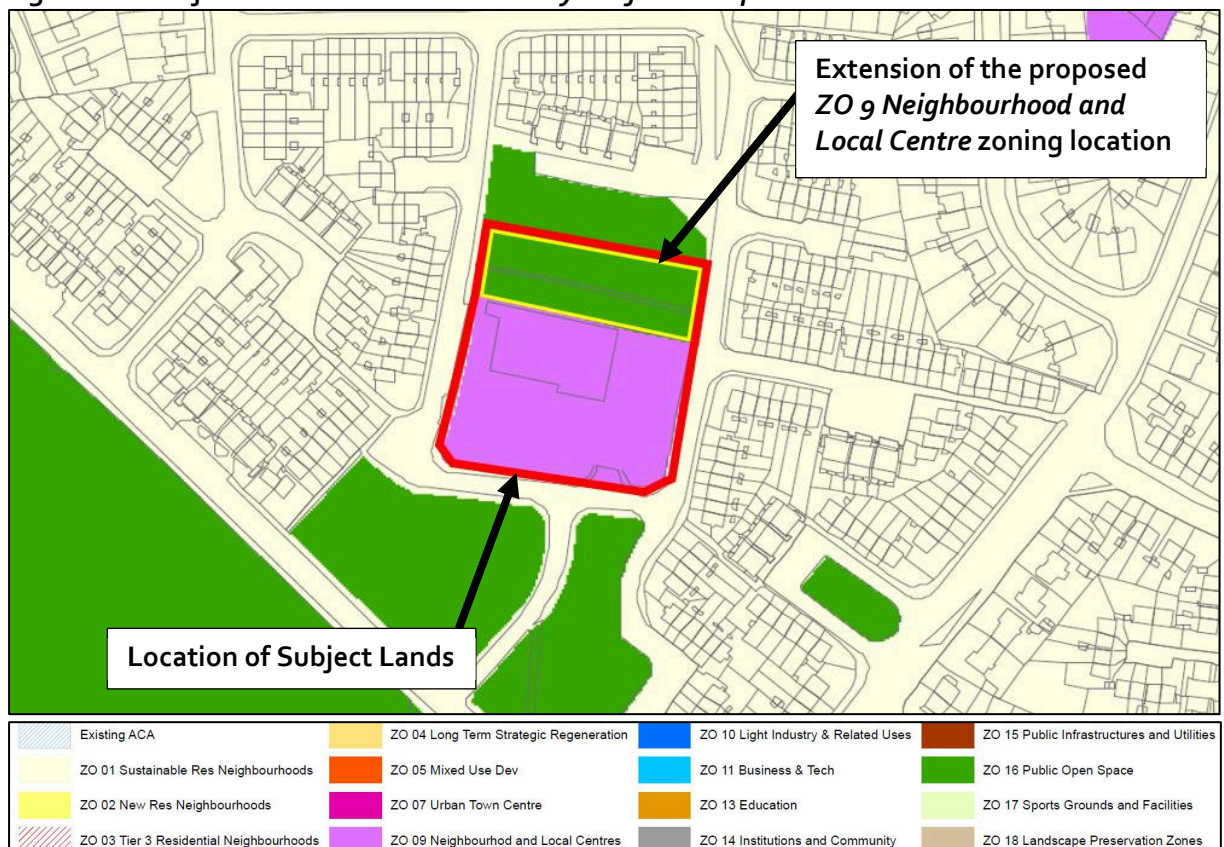 Extension of the proposed
ZO 9 Neighbourhood and
Local Centre zoning location
Location of Subject Lands
Existing ACA
ZO 04 Long Term Strategic Regeneration
ZO 10 Light Industry & Related Uses
ZO 15 Public Infrastructures and Utilities
ZO 01 Sustainable Res Neighbourhoods
ZO 05 Mixed Use Dev
ZO 11 Business & Tech
ZO 16 Public Open Space
ZO 02 New Res Neighbourhoods
ZO 07 Urban Town Centre
ZO 13 Education
ZO 17 Sports Grounds and Facilities
ZO 03 Tier 3 Residential Neighbourhoods
ZO 09 Neighbourhod and Local Centres
ZO 14 Institutions and Community
ZO 18 Landscape Preservation Zones